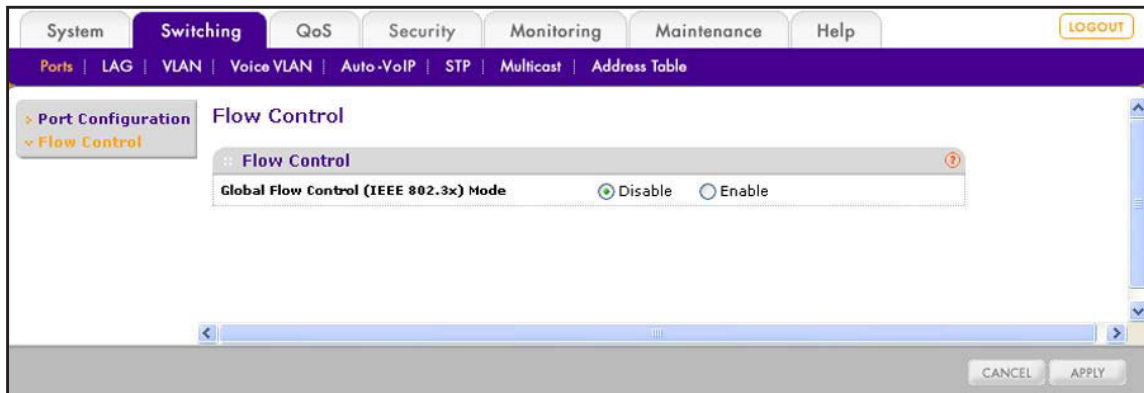 System Switching QoS Security Monitoring Maintenance Help LOGOUT
Ports | LAG | VLAN | Voice VLAN | Auto-VoIP | STP | Multicast | Address Table
Port Configuration
Flow Control
Flow Control
Flow Control
Global Flow Control (IEEE 802.3x) Mode Disable Enable
CANCEL APPLY